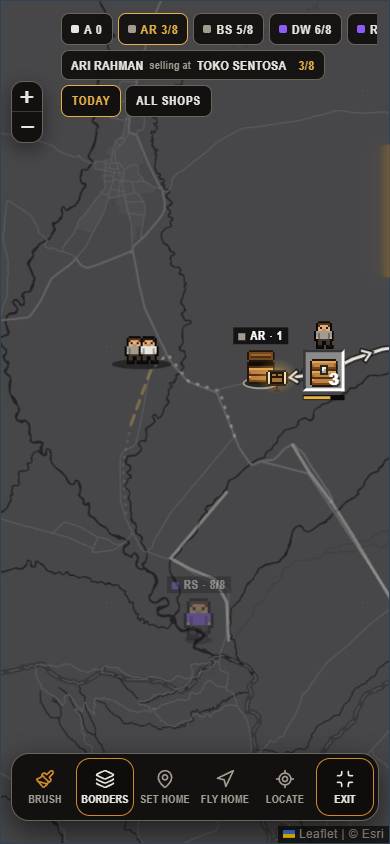 A 0
AR 3/8
BS 5/8
DW 6/8
ARI RAHMAN selling at TOKO SENTOSA 3/8
+
TODAY
ALL SHOPS
−
AR · 1
3
RS · 8/8
BRUSH
BORDERS
SET HOME
FLY HOME
LOCATE
EXIT
Leaflet | © Esri